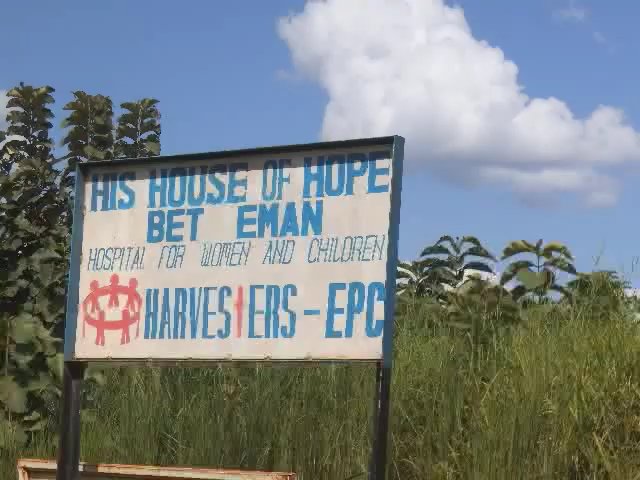 HIS HOUSE OF HOPE
BET EMAN
HOSPITAL FOR WOMEN AND CHILDREN
HARVESTERS - EPC